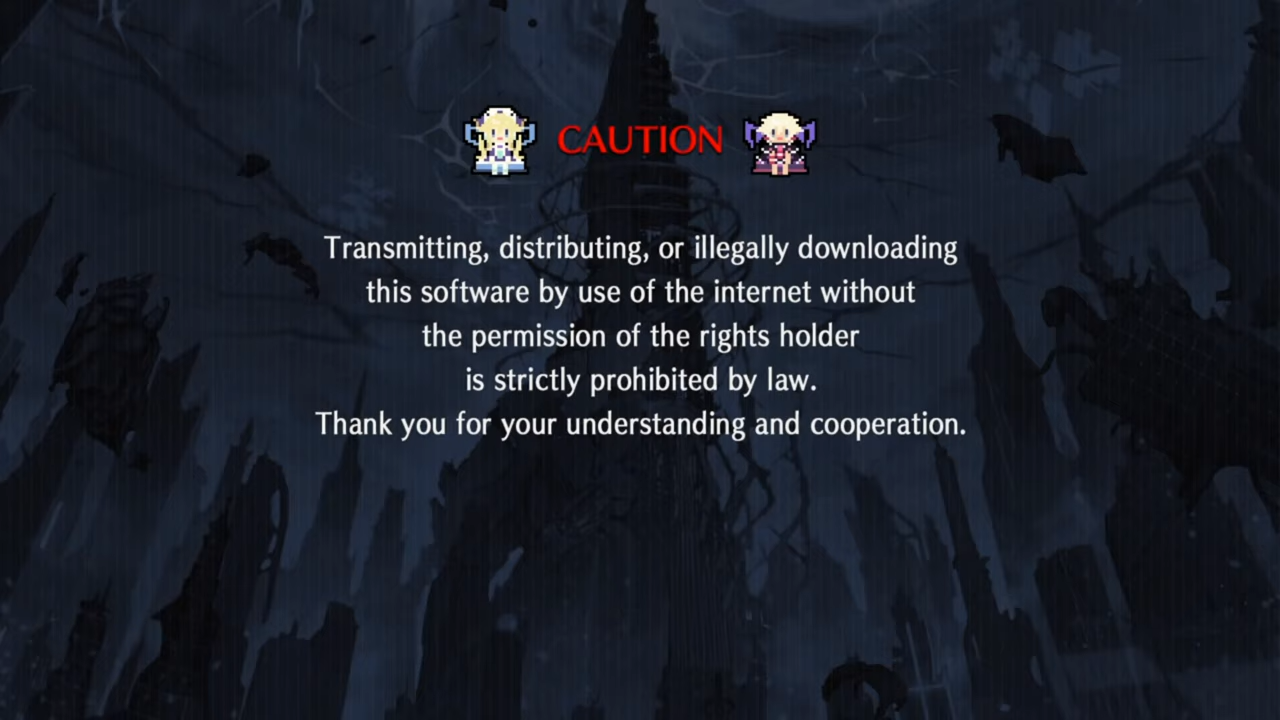 CAUTION
Transmitting, distributing, or illegally downloading
this software by use of the internet without
the permission of the rights holder
is strictly prohibited by law.
Thank you for your understanding and cooperation.